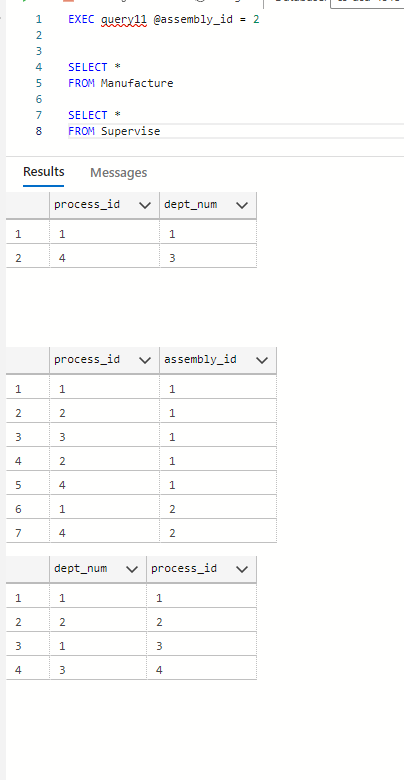 1 EXEC query11 @assembly_id = 2
2
3
4 SELECT *
5 FROM Manufacture
6
7 SELECT *
8 FROM Supervise
Results Messages
process_id dept_num
1 1 1
2 4 3
process_id assembly_id
1 1 1
2 2 1
3 3 1
4 2 1
5 4 1
6 1 2
7 4 2
dept_num process_id
1 1 1
2 2 2
3 1 3
4 3 4